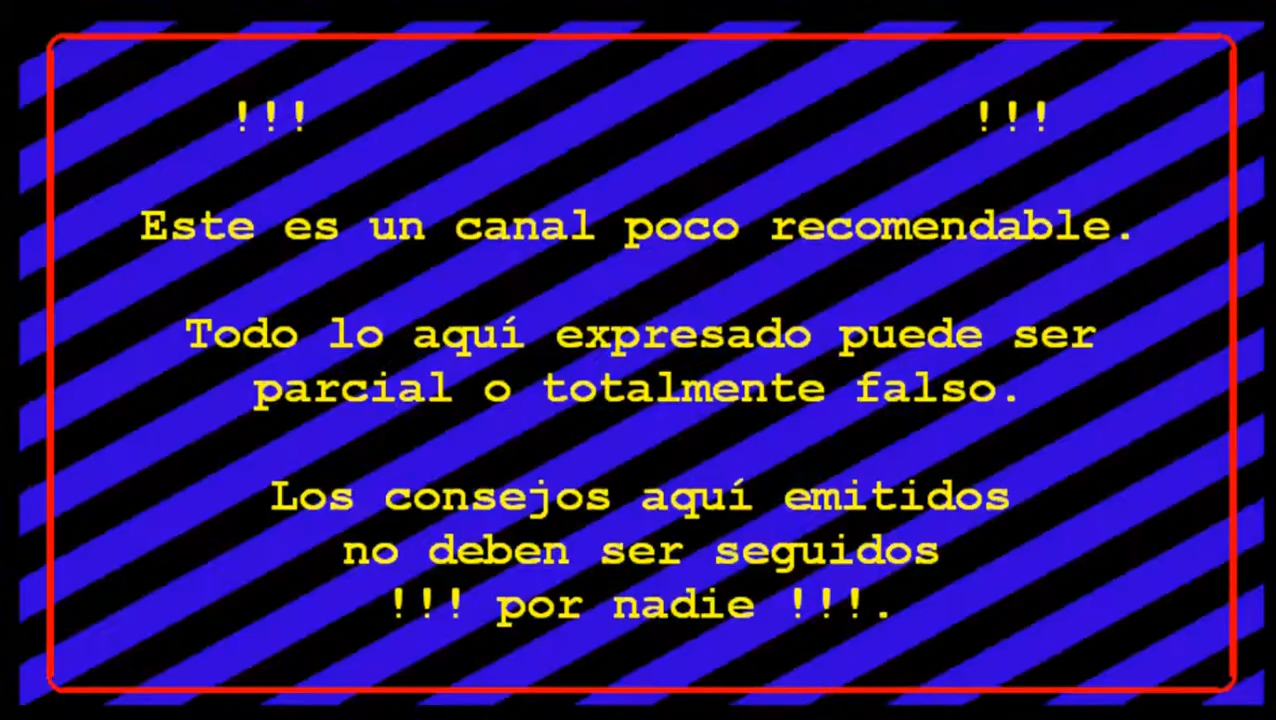 !!! !!!
Este es un canal poco recomendable.
Todo lo aquí expresado puede ser
parcial o totalmente falso.
Los consejos aquí emitidos
no deben ser seguidos
!!! por nadie !!!.